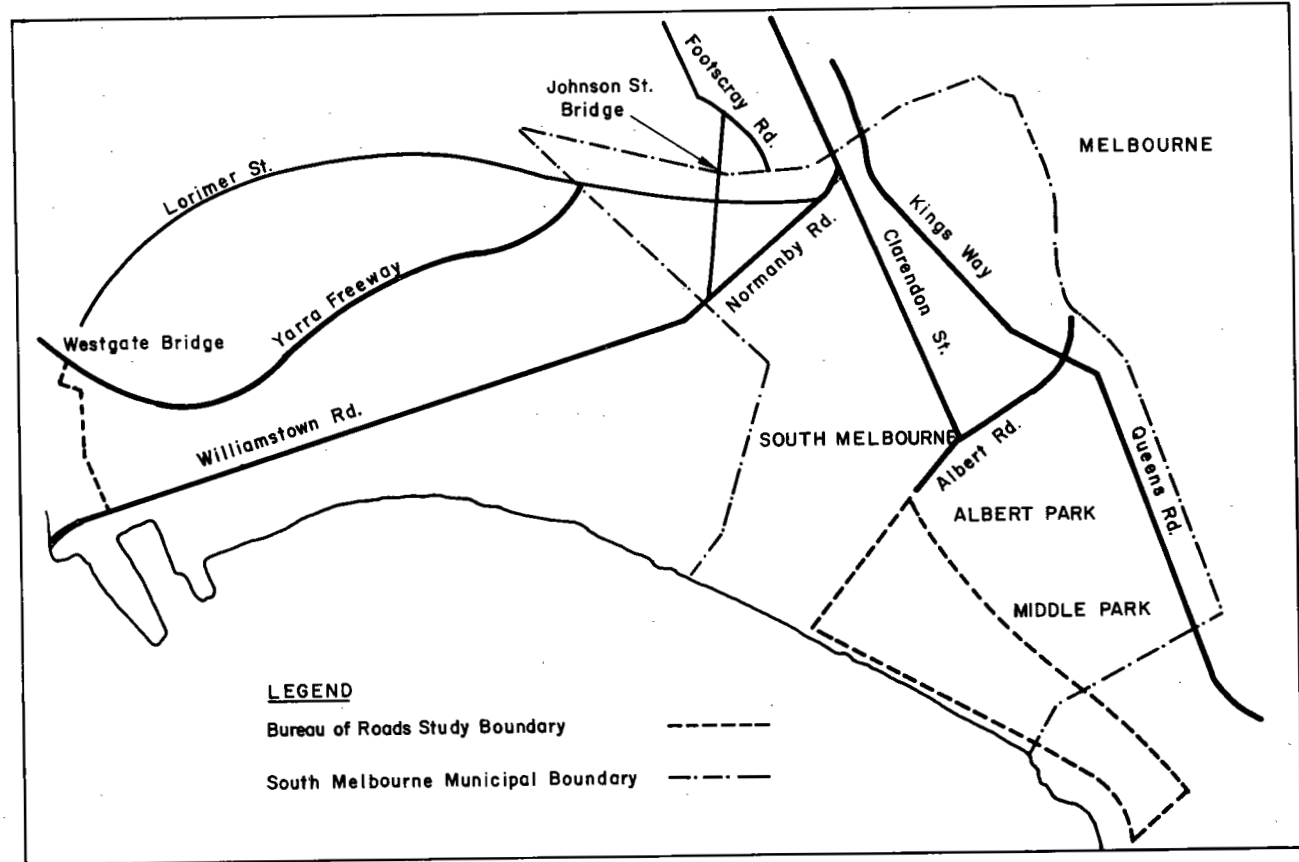 Footscray Rd.
Johnson St.
Bridge
MELBOURNE
Lorimer St.
Kings Way
Normanby Rd.
Clarendon St.
Yarra Freeway
Westgate Bridge
Williamstown Rd.
SOUTH MELBOURNE
Albert Rd.
Queens Rd.
ALBERT PARK
MIDDLE PARK
LEGEND
Bureau of Roads Study Boundary
South Melbourne Municipal Boundary